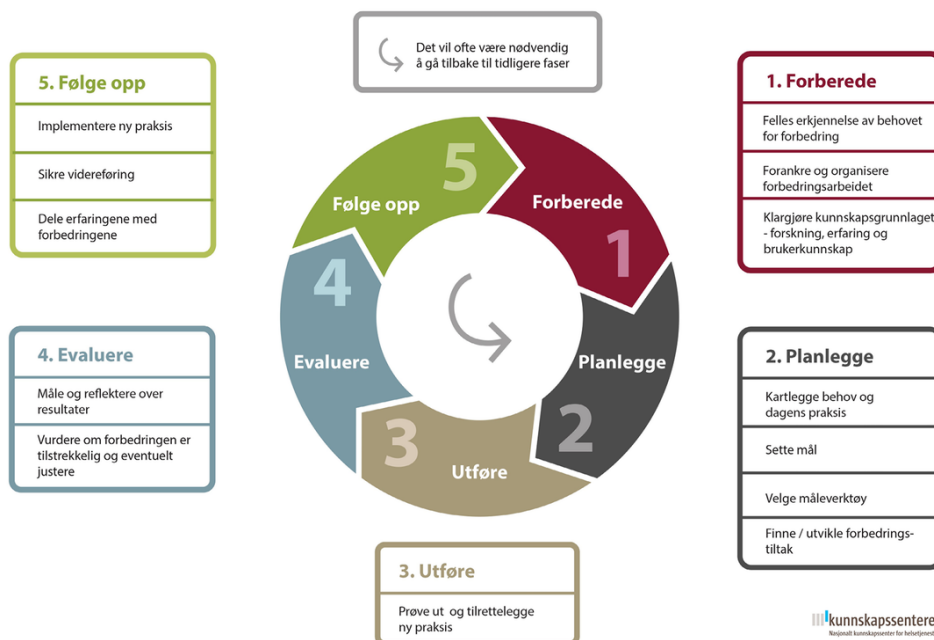 Det vil ofte være nødvendig
å gå tilbake til tidligere faser
5. Følge opp
Implementere ny praksis
Sikre videreføring
Dele erfaringene med
forbedringene
1. Forberede
Felles erkjennelse av behovet
for forbedring
Forankre og organisere
forbedringsarbeidet
Klargjøre kunnskapsgrunnlaget
- forskning, erfaring og
brukerkunnskap
5
Følge opp
Forberede
1
4
Evaluere
Planlegge
2
3
Utføre
4. Evaluere
Måle og reflektere over
resultater
Vurdere om forbedringen er
tilstrekkelig og eventuelt
justere
2. Planlegge
Kartlegge behov og
dagens praksis
Sette mål
Velge måleverktøy
Finne / utvikle forbedrings-
tiltak
3. Utføre
Prøve ut og tilrettelegge
ny praksis
kunnskapssentere
Nasjonalt kunnskapssenter for helsetjenest